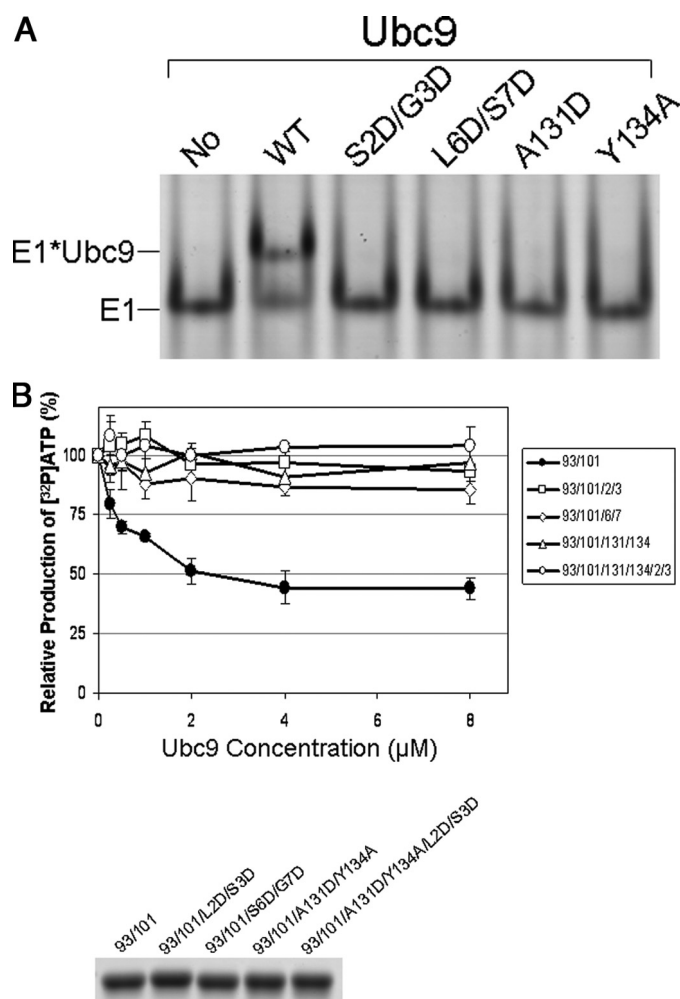 A
Ubc9
No
WT
S2D/G3D
L6D/S7D
A131D
Y134A
E1*Ubc9
E1
B
Relative Production of [³²P]ATP (%)
100
75
50
25
0
0
2
4
6
8
Ubc9 Concentration (µM)
93/101
93/101/2/3
93/101/6/7
93/101/131/134
93/101/131/134/2/3
93/101
93/101/L2D/S3D
93/101/S6D/G7D
93/101/A131D/Y134A
93/101/A131D/Y134A/L2D/S3D